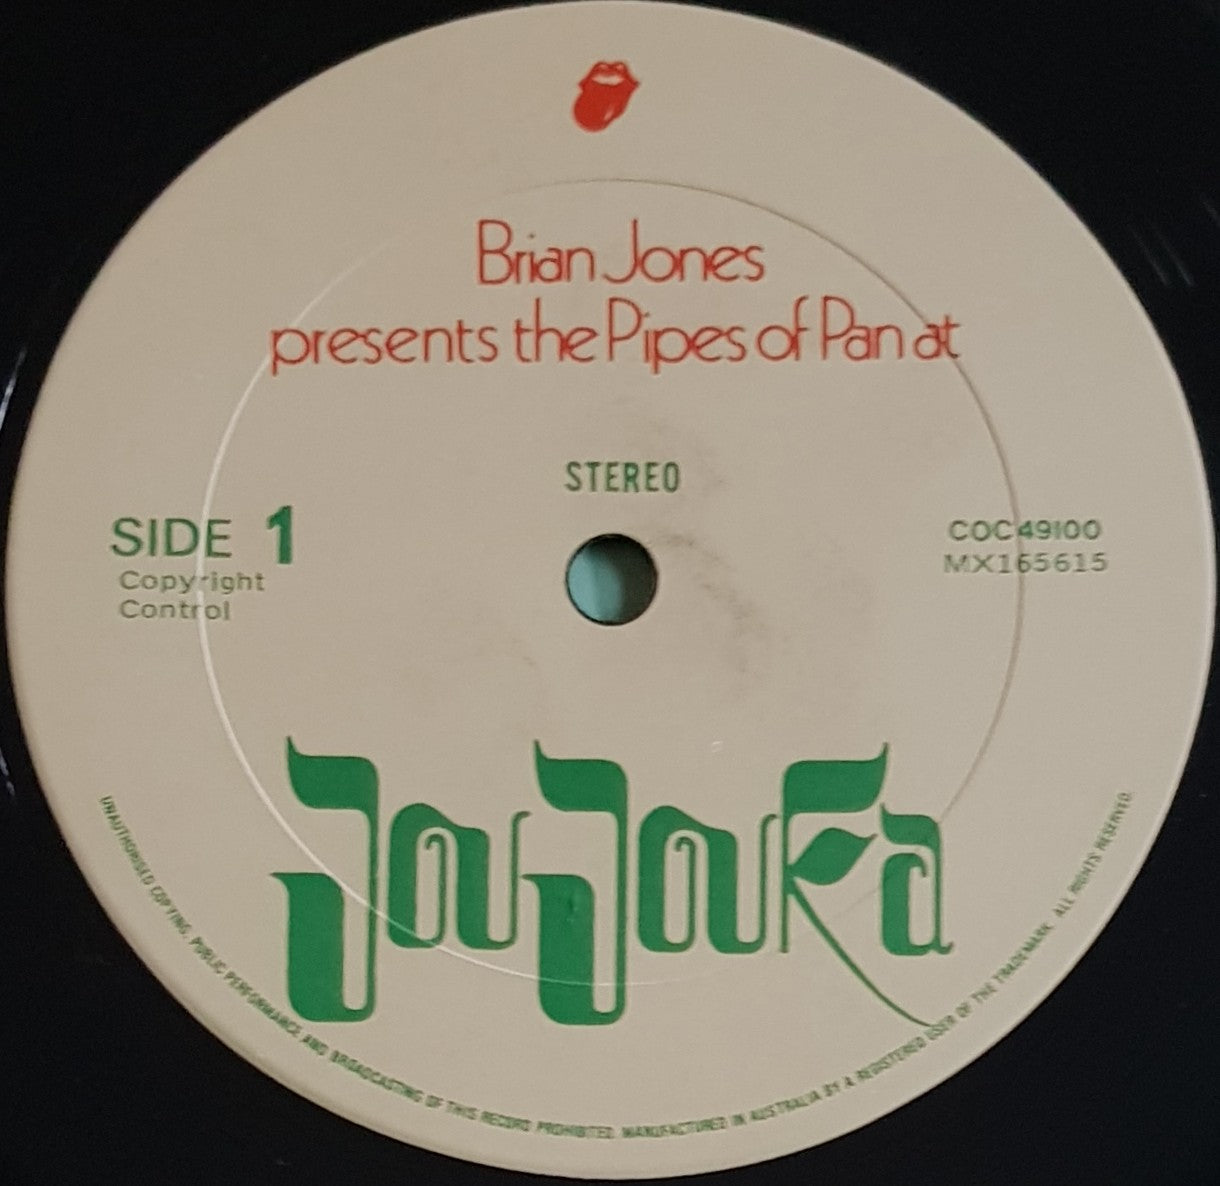 Brian Jones
presents the Pipes of Pan at
STEREO
SIDE 1
Copyright
Control
COC 49100
MX165615
JouJouka
UNAUTHORISED COPYING, PUBLIC PERFORMANCE AND BROADCASTING OF THIS RECORD PROHIBITED. MANUFACTURED IN AUSTRALIA BY A REGISTERED USER OF THE TRADEMARK. ALL RIGHTS RESERVED.